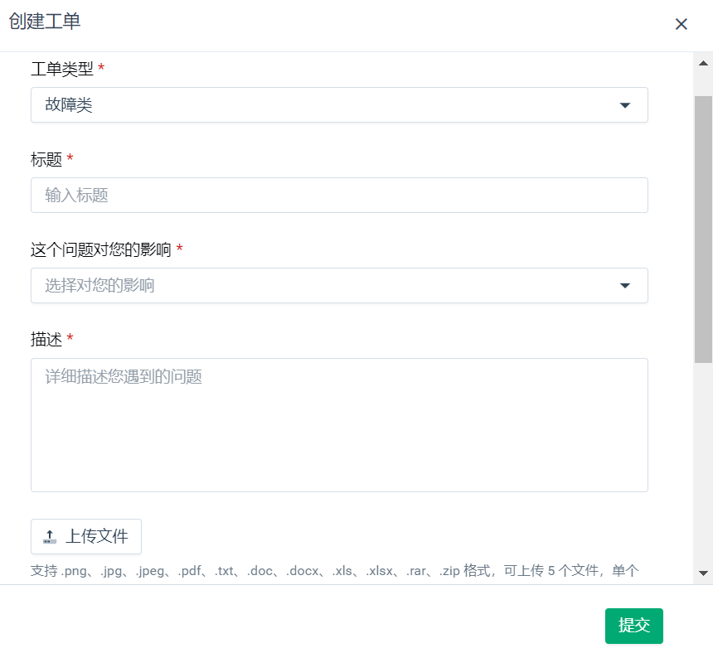 创建工单
工单类型 *
故障类
标题 *
输入标题
这个问题对您的影响 *
选择对您的影响
描述 *
详细描述您遇到的问题
上传文件
支持 .png、.jpg、.jpeg、.pdf、.txt、.doc、.docx、.xls、.xlsx、.rar、.zip 格式，可上传 5 个文件，单个
提交